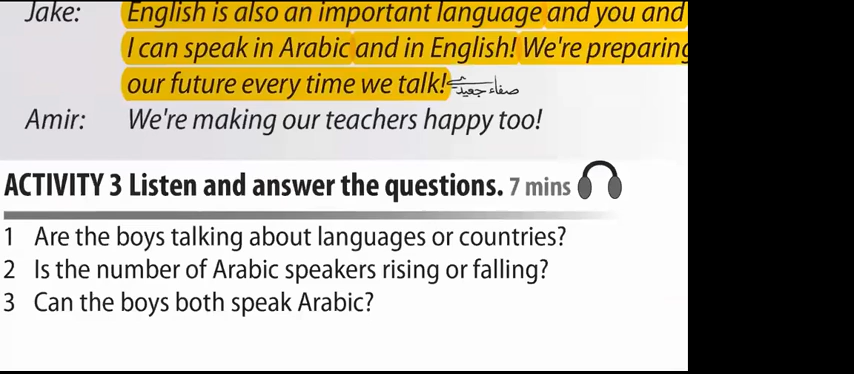 Jake: English is also an important language and you and
I can speak in Arabic and in English! We're preparing
our future every time we talk! صفاء جعيدي
Amir: We're making our teachers happy too!
ACTIVITY 3 Listen and answer the questions. 7 mins
1 Are the boys talking about languages or countries?
2 Is the number of Arabic speakers rising or falling?
3 Can the boys both speak Arabic?